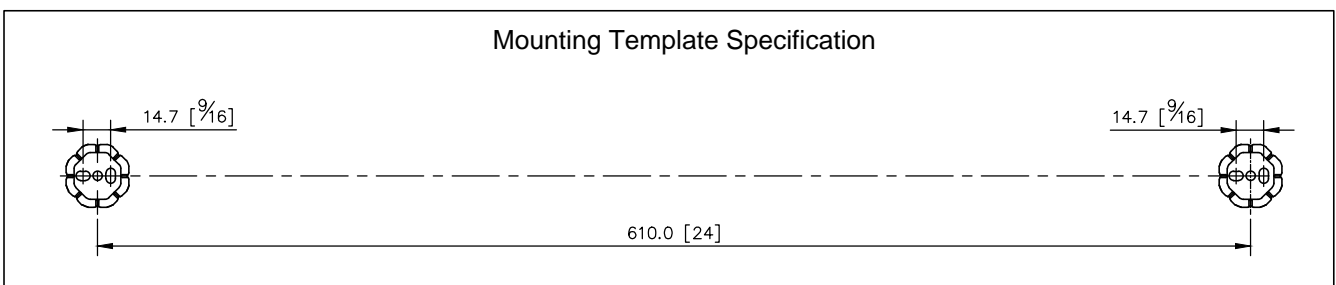 Mounting Template Specification
14.7 [9⁄16]
14.7 [9⁄16]
610.0 [24]